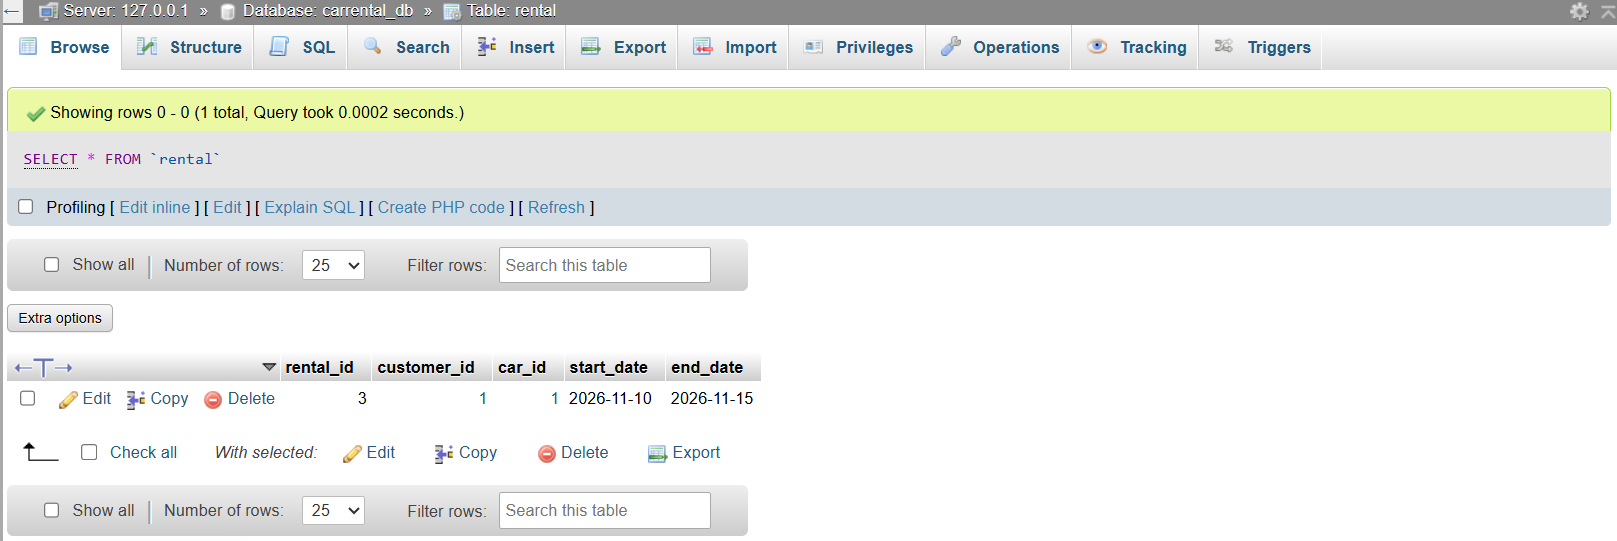 Server: 127.0.0.1 » Database: carrental_db » Table: rental
Browse Structure SQL Search Insert Export Import Privileges Operations Tracking Triggers
Showing rows 0 - 0 (1 total, Query took 0.0002 seconds.)
SELECT * FROM `rental`
Profiling [ Edit inline ] [ Edit ] [ Explain SQL ] [ Create PHP code ] [ Refresh ]
Show all Number of rows: 25 Filter rows: Search this table
Extra options
rental_id customer_id car_id start_date end_date
Edit Copy Delete 3 1 1 2026-11-10 2026-11-15
Check all With selected: Edit Copy Delete Export
Show all Number of rows: 25 Filter rows: Search this table